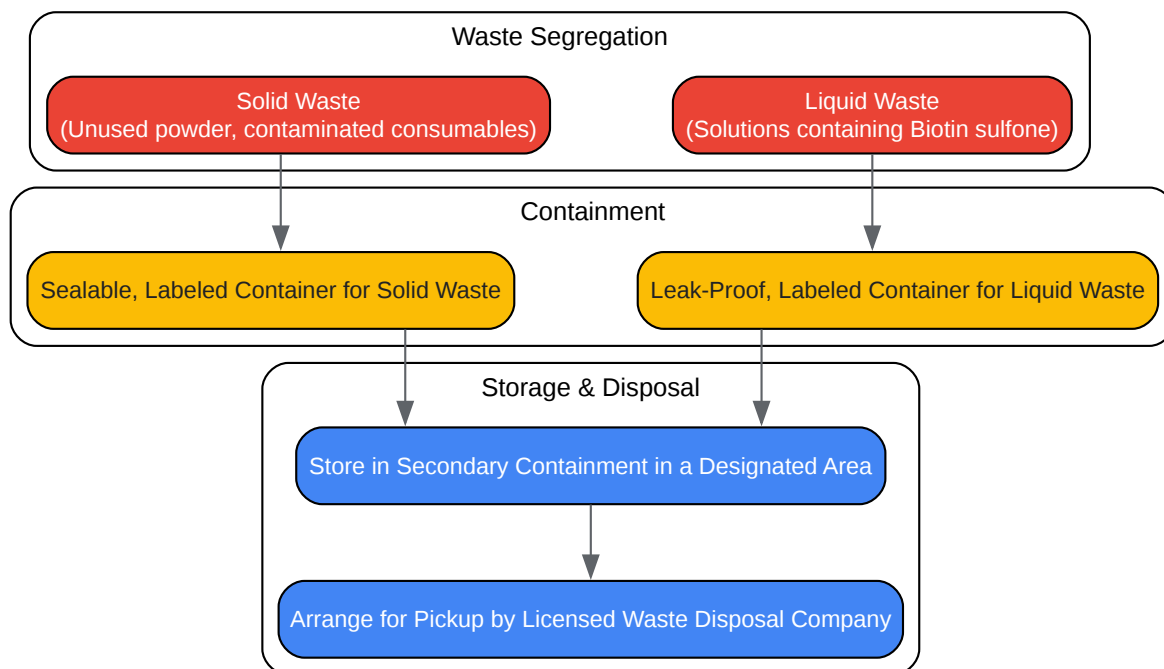 Waste Segregation
Solid Waste
(Unused powder, contaminated consumables)
Liquid Waste
(Solutions containing Biotin sulfone)
Containment
Sealable, Labeled Container for Solid Waste
Leak-Proof, Labeled Container for Liquid Waste
Storage & Disposal
Store in Secondary Containment in a Designated Area
Arrange for Pickup by Licensed Waste Disposal Company